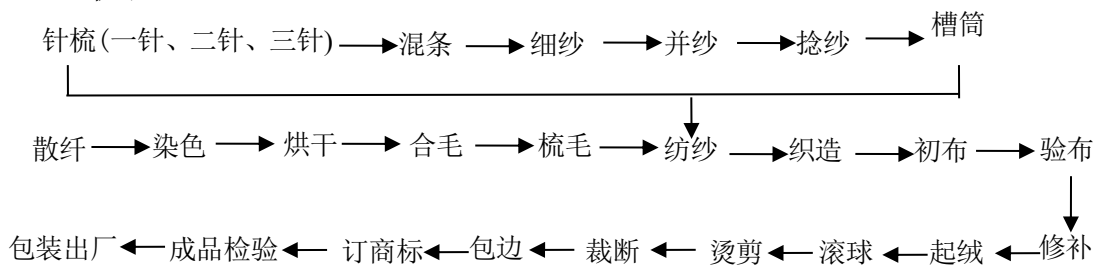 针梳(一针、二针、三针) 混条 细纱 并纱 捻纱 槽筒
散纤 染色 烘干 合毛 梳毛 纺纱 织造 初布 验布
包装出厂 成品检验 订商标 包边 裁断 烫剪 滚球 起绒 修补